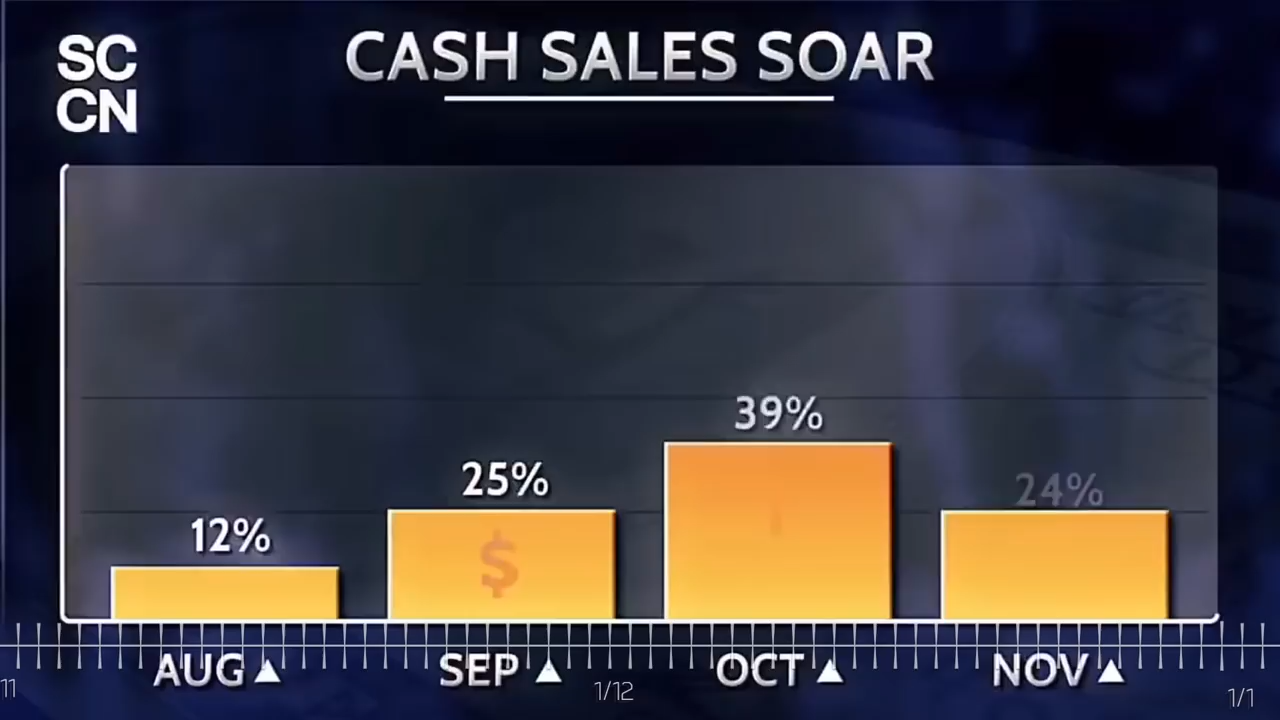 SC
CN
CASH SALES SOAR
39%
25%
24%
12%
$
AUG ▲ SEP ▲ OCT ▲ NOV ▲
11 1/12 1/1